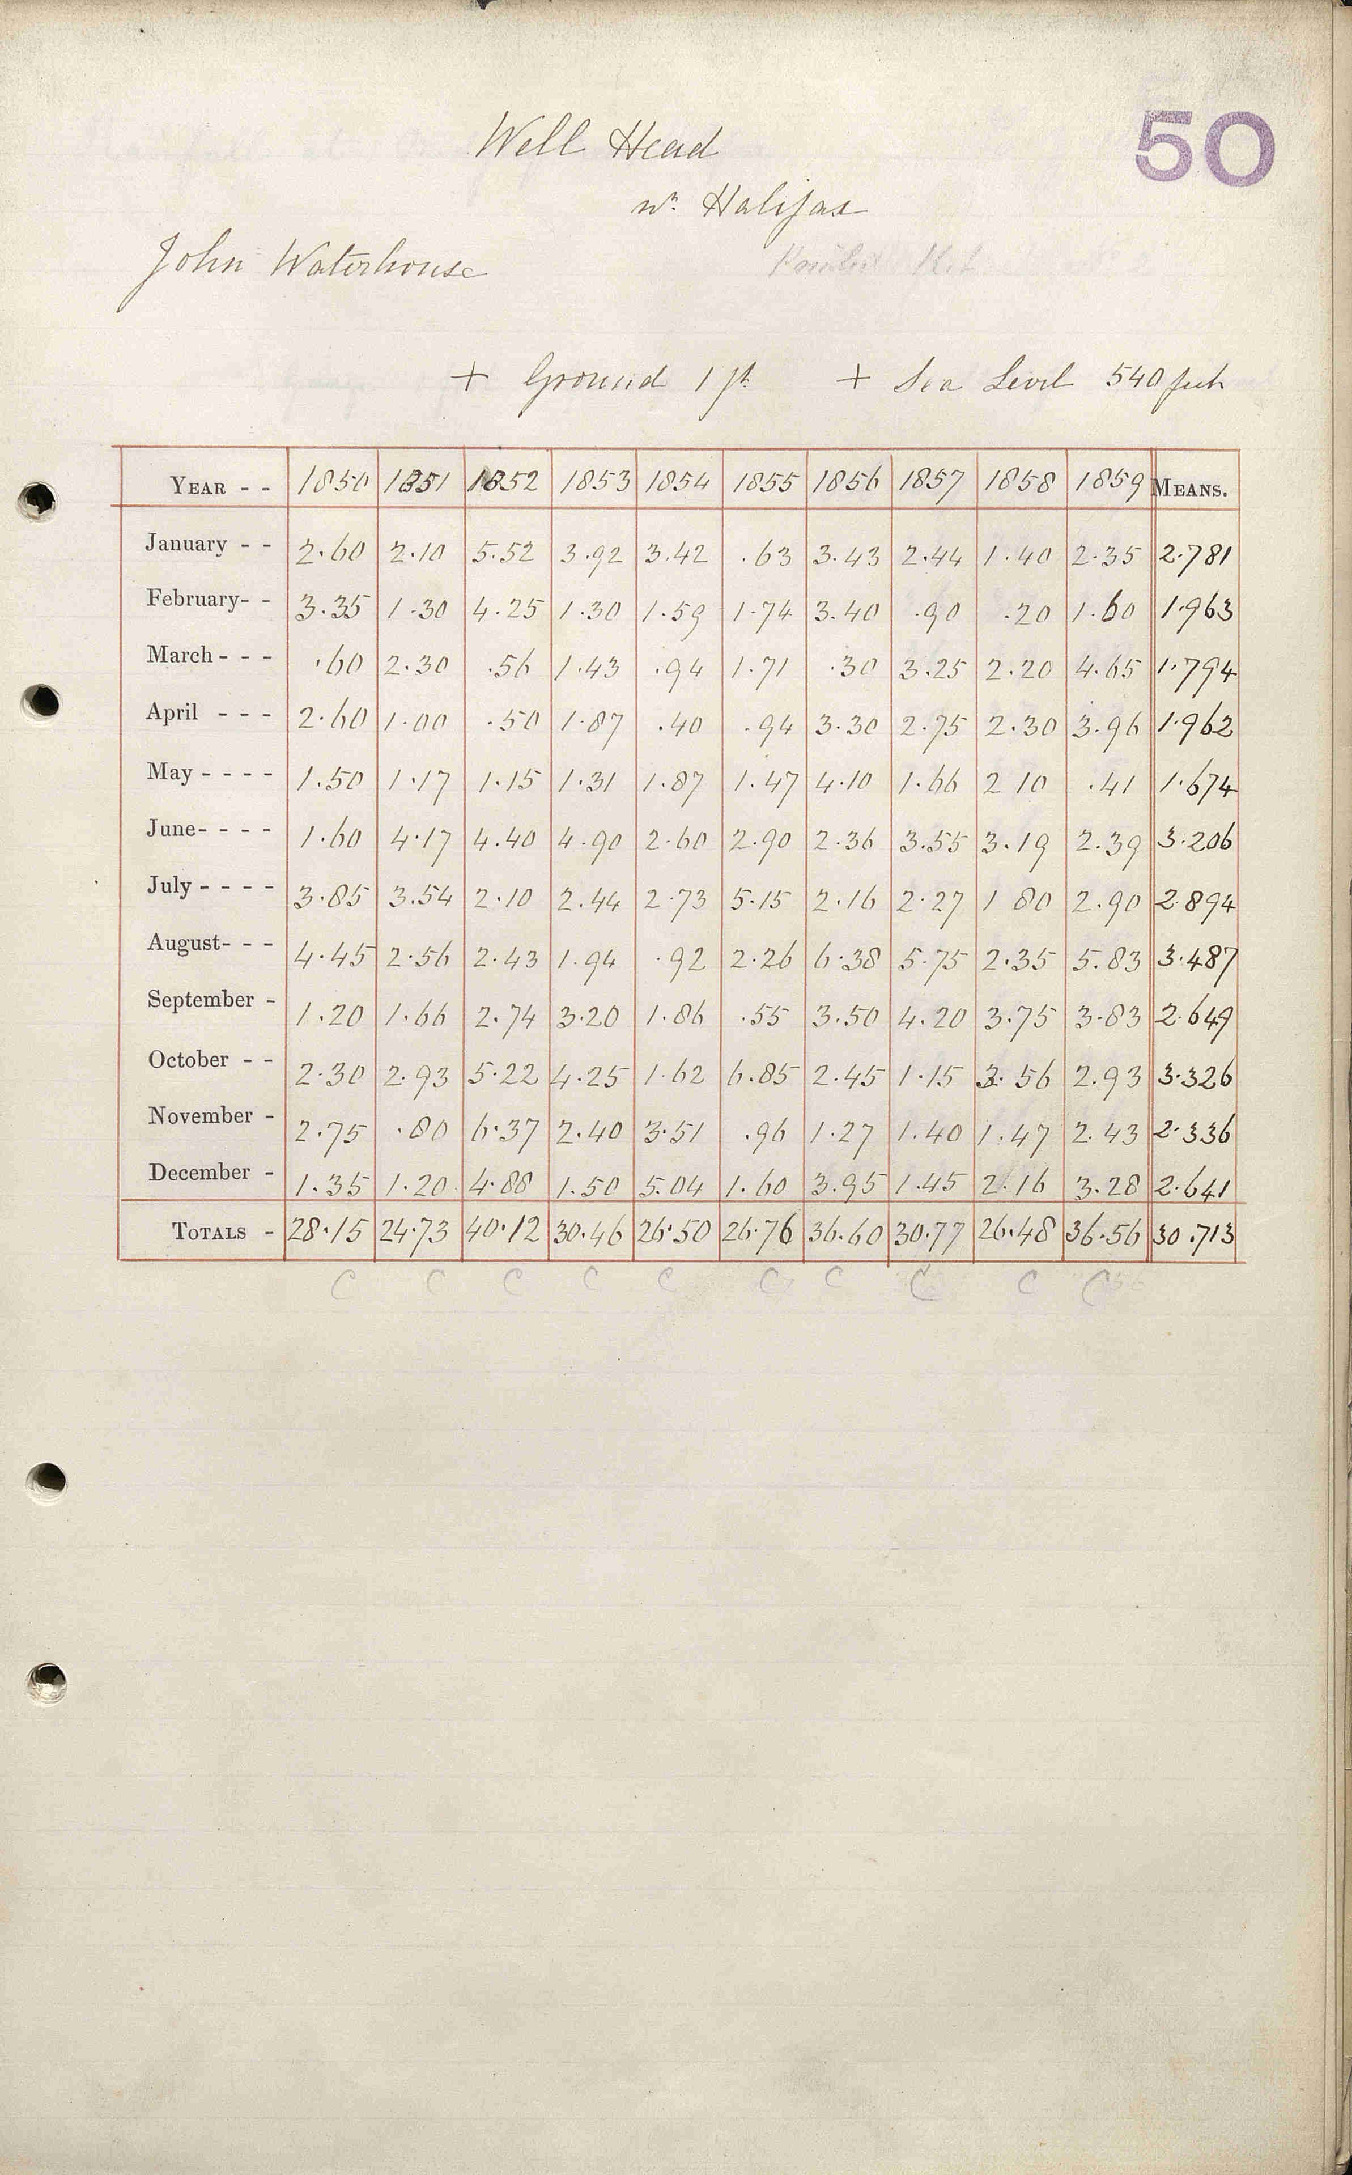 50
Well Head
nr. Halifax
John Waterhouse
+ Ground 1 ft + Sea Level 540 feet
YEAR - - 1850 1851 1852 1853 1854 1855 1856 1857 1858 1859 MEANS.
January - - 2.60 2.10 5.52 3.92 3.42 .63 3.43 2.44 1.40 2.35 2.781
February- - 3.35 1.30 4.25 1.30 1.59 1.74 3.40 .90 .20 1.60 1.963
March - - - .60 2.30 .56 1.43 .94 1.71 .30 3.25 2.20 4.65 1.794
April - - - 2.60 1.00 .50 1.87 .40 .94 3.30 2.75 2.30 3.96 1.962
May - - - - 1.50 1.17 1.15 1.31 1.87 1.47 4.10 1.66 2 10 .41 1.674
June- - - - 1.60 4.17 4.40 4.90 2.60 2.90 2.36 3.55 3.19 2.39 3.206
July - - - - 3.85 3.54 2.10 2.44 2.73 5.15 2.16 2.27 1 80 2.90 2.894
August- - - 4.45 2.56 2.43 1.94 .92 2.26 6.38 5.75 2.35 5.83 3.487
September - 1.20 1.66 2.74 3.20 1.86 .55 3.50 4.20 3.75 3.83 2.649
October - - 2.30 2.93 5.22 4.25 1.62 6.85 2.45 1.15 3.56 2.93 3.326
November - 2.75 .80 6.37 2.40 3.51 .96 1.27 1.40 1.47 2.43 2.336
December - 1.35 1.20 4.88 1.50 5.04 1.60 3.95 1.45 2.16 3.28 2.641
TOTALS - 28.15 24.73 40.12 30.46 26.50 26.76 36.60 30.77 26.48 36.56 30.713
C C C C C C C C C C